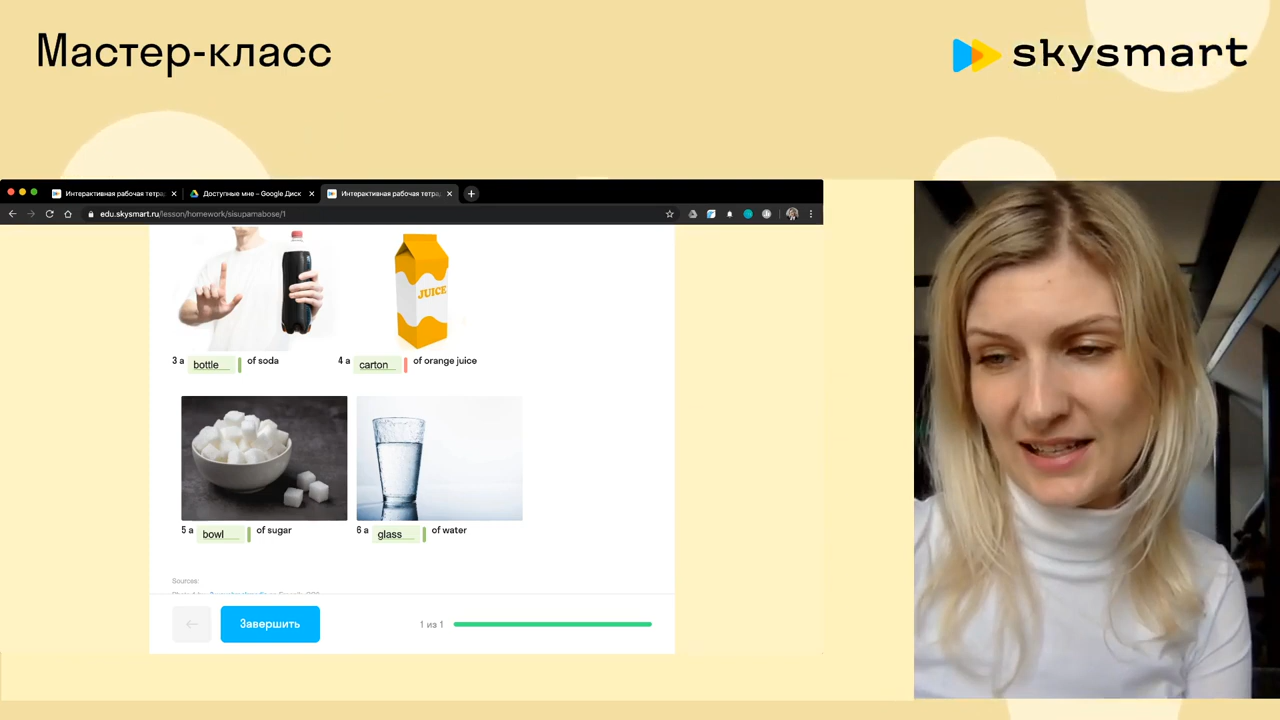 Мастер-класс
skysmart
Интерактивная рабочая тетра
Доступные мне – Google Диск
Интерактивная рабочая тетра
edu.skysmart.ru/lesson/homework/sisupamabose/1
JUICE
3 a bottle of soda
4 a carton of orange juice
5 a bowl of sugar
6 a glass of water
Sources:
Завершить
1 из 1